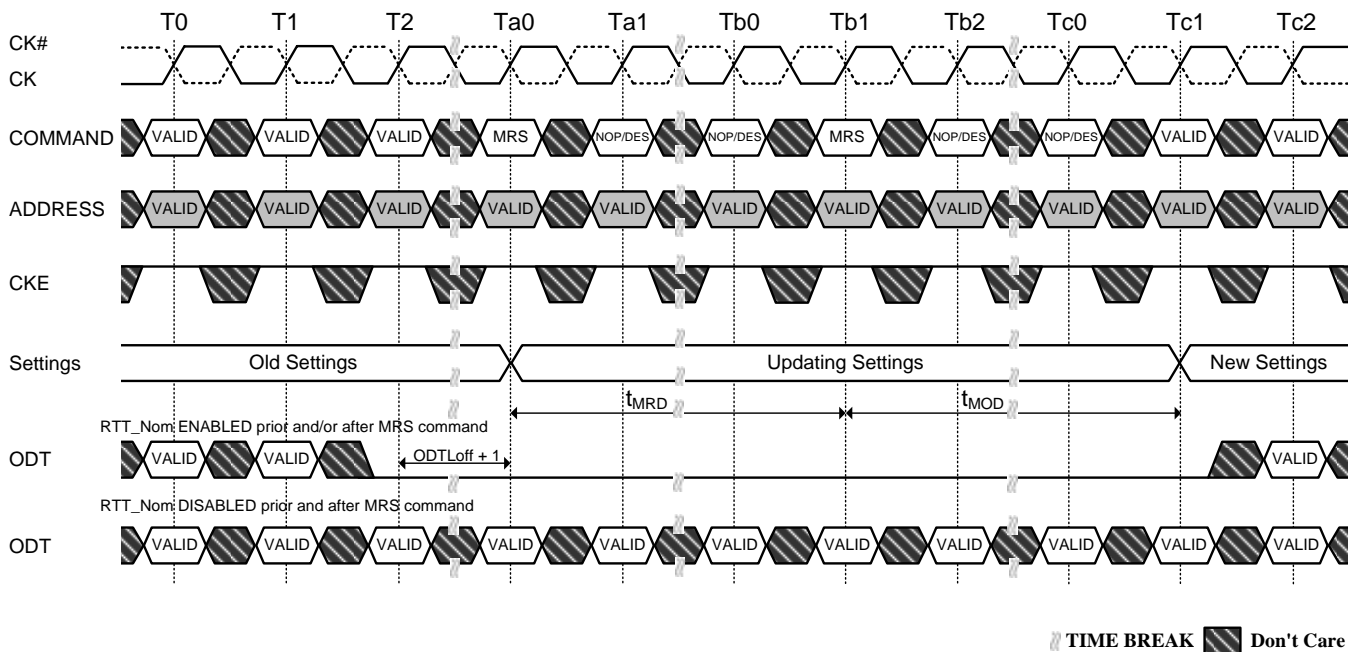 T0 T1 T2 Ta0 Ta1 Tb0 Tb1 Tb2 Tc0 Tc1 Tc2
CK#
CK
COMMAND VALID VALID VALID MRS NOP/DES NOP/DES MRS NOP/DES NOP/DES VALID VALID
ADDRESS VALID VALID VALID VALID VALID VALID VALID VALID VALID VALID VALID
CKE
Settings Old Settings Updating Settings New Settings
tMRD tMOD
RTT_Nom ENABLED prior and/or after MRS command
ODT VALID VALID ODTLoff + 1 VALID
RTT_Nom DISABLED prior and after MRS command
ODT VALID VALID VALID VALID VALID VALID VALID VALID VALID VALID VALID
TIME BREAK Don't Care